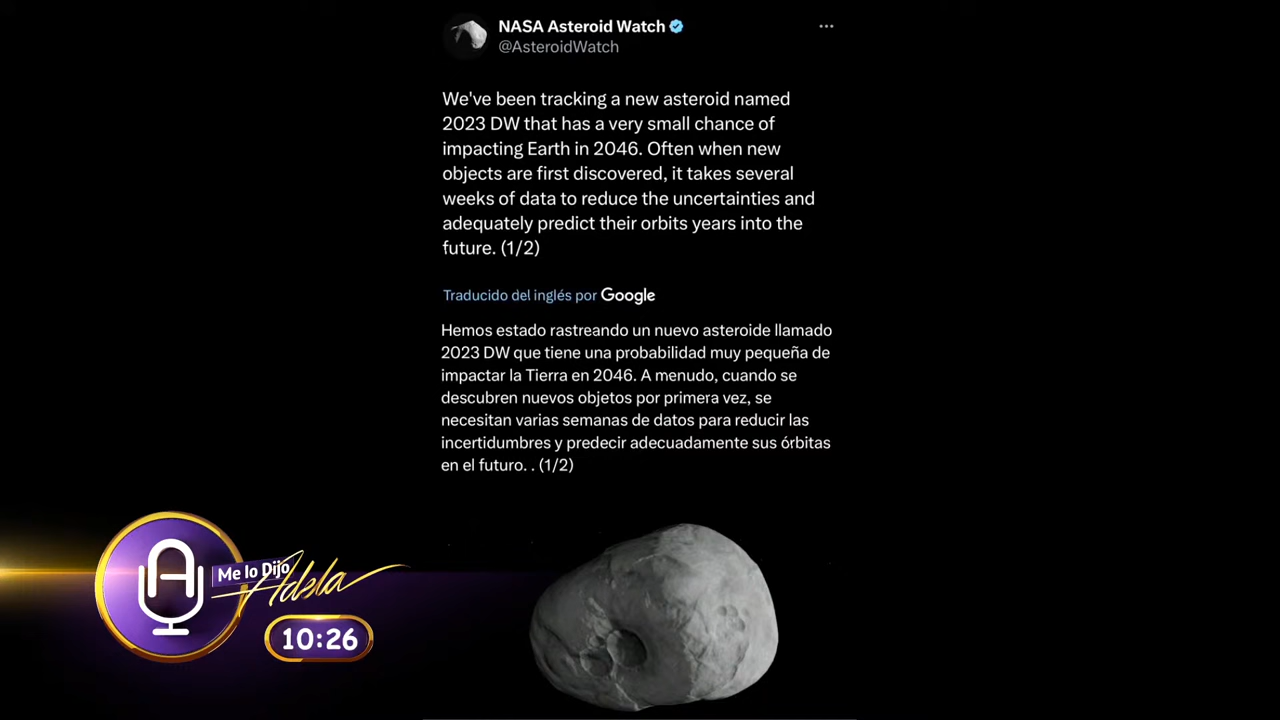 NASA Asteroid Watch
@AsteroidWatch
We've been tracking a new asteroid named
2023 DW that has a very small chance of
impacting Earth in 2046. Often when new
objects are first discovered, it takes several
weeks of data to reduce the uncertainties and
adequately predict their orbits years into the
future. (1/2)
Traducido del inglés por Google
Hemos estado rastreando un nuevo asteroide llamado
2023 DW que tiene una probabilidad muy pequeña de
impactar la Tierra en 2046. A menudo, cuando se
descubren nuevos objetos por primera vez, se
necesitan varias semanas de datos para reducir las
incertidumbres y predecir adecuadamente sus órbitas
en el futuro. . (1/2)
Me lo Dijo
Adela
10:26